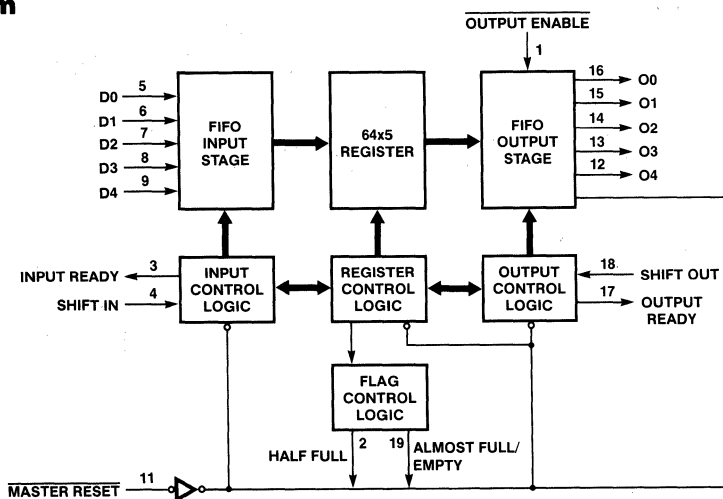 m
OUTPUT ENABLE
1
D0 5
D1 6
D2 7
D3 8
D4 9
FIFO
INPUT
STAGE
64x5
REGISTER
FIFO
OUTPUT
STAGE
16 O0
15 O1
14 O2
13 O3
12 O4
INPUT READY 3
SHIFT IN 4
INPUT
CONTROL
LOGIC
REGISTER
CONTROL
LOGIC
OUTPUT
CONTROL
LOGIC
18 SHIFT OUT
17 OUTPUT
READY
FLAG
CONTROL
LOGIC
HALF FULL 2
19 ALMOST FULL/
EMPTY
MASTER RESET 11